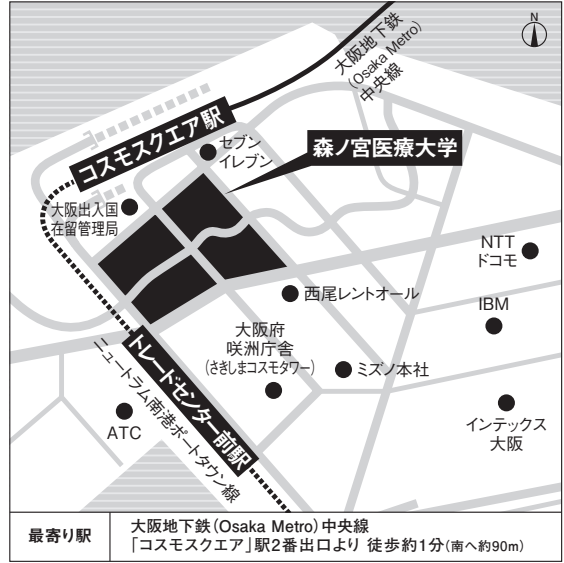 N
大阪地下鉄
(Osaka Metro)
中央線
コスモスクエア駅
セブン
イレブン
森ノ宮医療大学
大阪出入国
在留管理局
NTT
ドコモ
西尾レントオール
IBM
大阪府
咲洲庁舎
(さきしまコスモタワー)
ミズノ本社
トレードセンター前駅
ニュートラム南港ポートタウン線
ATC
インテックス
大阪
最寄り駅
大阪地下鉄(Osaka Metro)中央線
「コスモスクエア」駅2番出口より 徒歩約1分(南へ約90m)